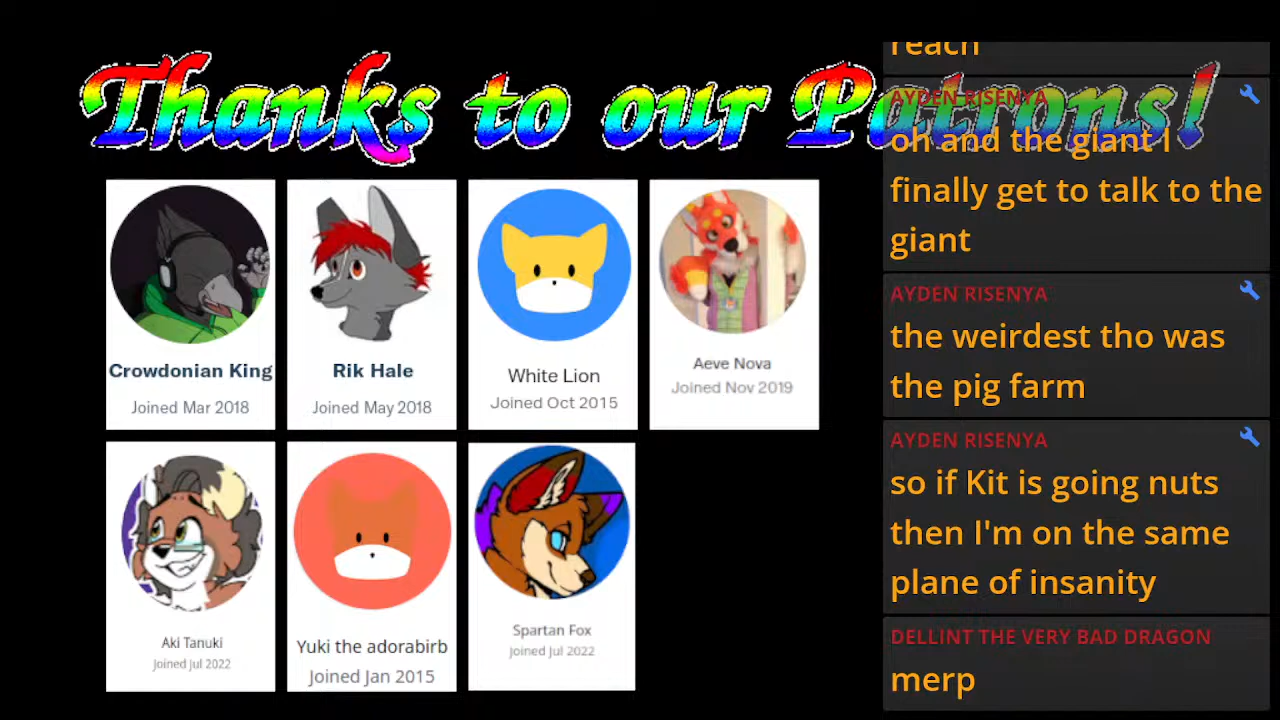 Thanks to our Patrons!
Crowdonian King
Joined Mar 2018
Rik Hale
Joined May 2018
White Lion
Joined Oct 2015
Aeve Nova
Joined Nov 2019
Aki Tanuki
Joined Jul 2022
Yuki the adorabirb
Joined Jan 2015
Spartan Fox
Joined Jul 2022
reach
AYDEN RISENYA
oh and the giant I
finally get to talk to the
giant
AYDEN RISENYA
the weirdest tho was
the pig farm
AYDEN RISENYA
so if Kit is going nuts
then I'm on the same
plane of insanity
DELLINT THE VERY BAD DRAGON
merp